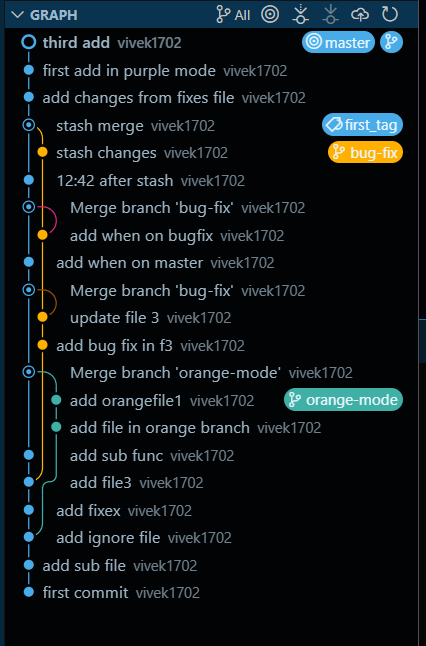 GRAPH All
third add vivek1702 master
first add in purple mode vivek1702
add changes from fixes file vivek1702
stash merge vivek1702 first_tag
stash changes vivek1702 bug-fix
12:42 after stash vivek1702
Merge branch 'bug-fix' vivek1702
add when on bugfix vivek1702
add when on master vivek1702
Merge branch 'bug-fix' vivek1702
update file 3 vivek1702
add bug fix in f3 vivek1702
Merge branch 'orange-mode' vivek1702
add orangefile1 vivek1702 orange-mode
add file in orange branch vivek1702
add sub func vivek1702
add file3 vivek1702
add fixex vivek1702
add ignore file vivek1702
add sub file vivek1702
first commit vivek1702